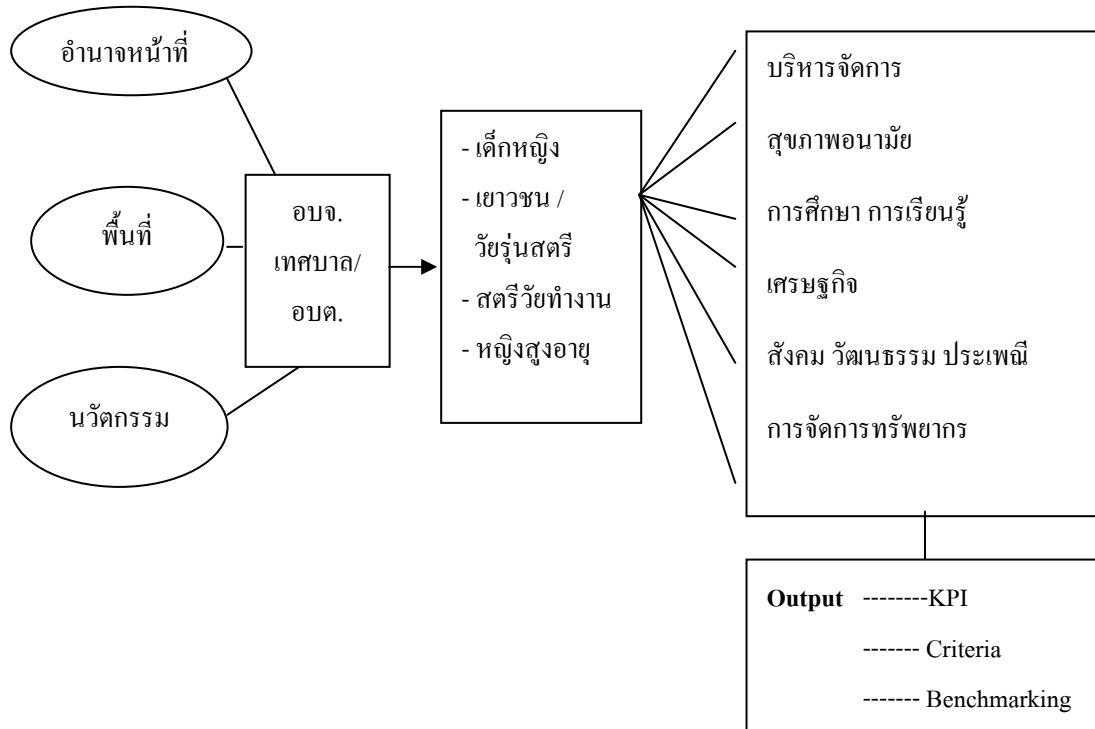 อำนาจหน้าที่
พื้นที่
นวัตกรรม
อบจ.
เทศบาล/
อบต.
- เด็กหญิง
- เยาวชน /
วัยรุ่นสตรี
- สตรีวัยทำงาน
- หญิงสูงอายุ
บริหารจัดการ
สุขภาพอนามัย
การศึกษา การเรียนรู้
เศรษฐกิจ
สังคม วัฒนธรรม ประเพณี
การจัดการทรัพยากร
Output --------KPI
------- Criteria
------- Benchmarking